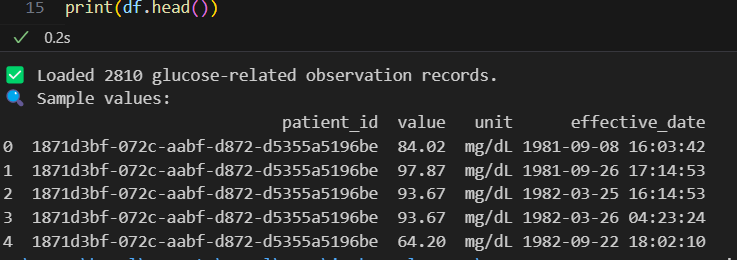 15 print(df.head())
✓ 0.2s
✅ Loaded 2810 glucose-related observation records.
🔍 Sample values:
patient_id value unit effective_date
0 1871d3bf-072c-aabf-d872-d5355a5196be 84.02 mg/dL 1981-09-08 16:03:42
1 1871d3bf-072c-aabf-d872-d5355a5196be 97.87 mg/dL 1981-09-26 17:14:53
2 1871d3bf-072c-aabf-d872-d5355a5196be 93.67 mg/dL 1982-03-25 16:14:53
3 1871d3bf-072c-aabf-d872-d5355a5196be 93.67 mg/dL 1982-03-26 04:23:24
4 1871d3bf-072c-aabf-d872-d5355a5196be 64.20 mg/dL 1982-09-22 18:02:10